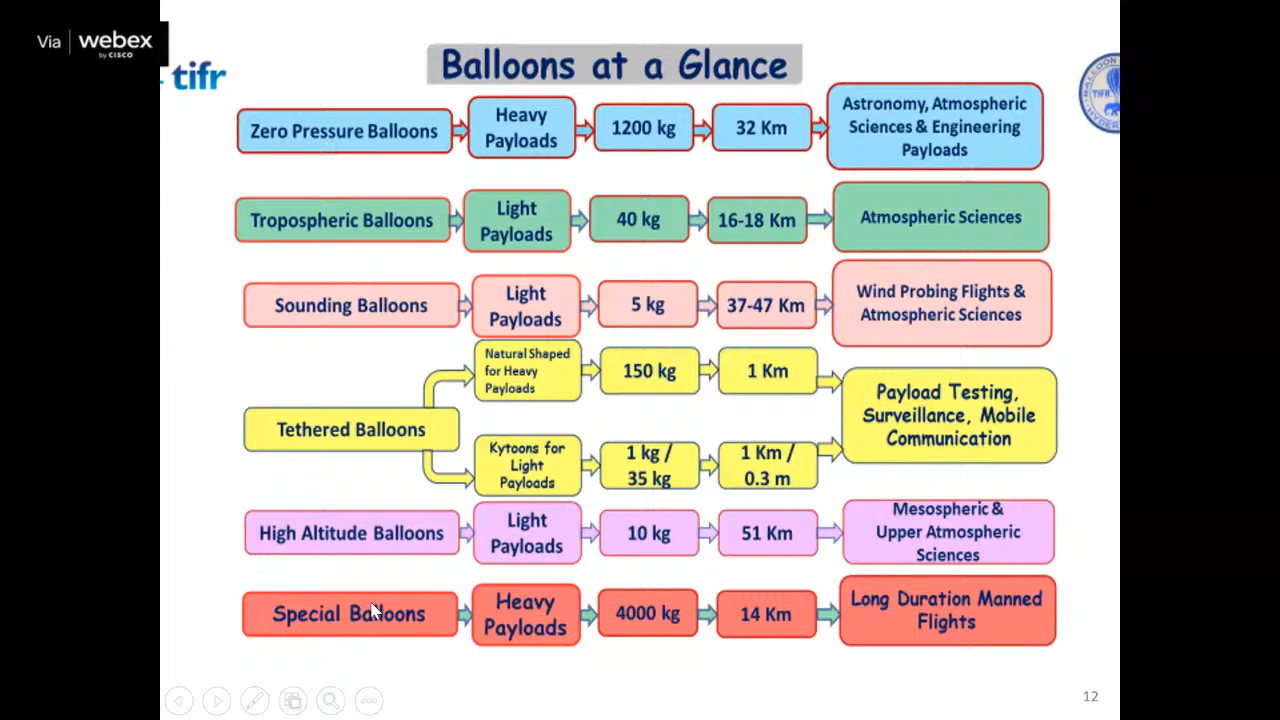 Via webex
by CISCO
tifr
Balloons at a Glance
Zero Pressure Balloons
Heavy
Payloads
1200 kg
32 Km
Astronomy, Atmospheric
Sciences & Engineering
Payloads
Tropospheric Balloons
Light
Payloads
40 kg
16-18 Km
Atmospheric Sciences
Sounding Balloons
Light
Payloads
5 kg
37-47 Km
Wind Probing Flights &
Atmospheric Sciences
Tethered Balloons
Natural Shaped
for Heavy
Payloads
150 kg
1 Km
Kytoons for
Light
Payloads
1 kg /
35 kg
1 Km /
0.3 m
Payload Testing,
Surveillance, Mobile
Communication
High Altitude Balloons
Light
Payloads
10 kg
51 Km
Mesospheric &
Upper Atmospheric
Sciences
Special Balloons
Heavy
Payloads
4000 kg
14 Km
Long Duration Manned
Flights
12